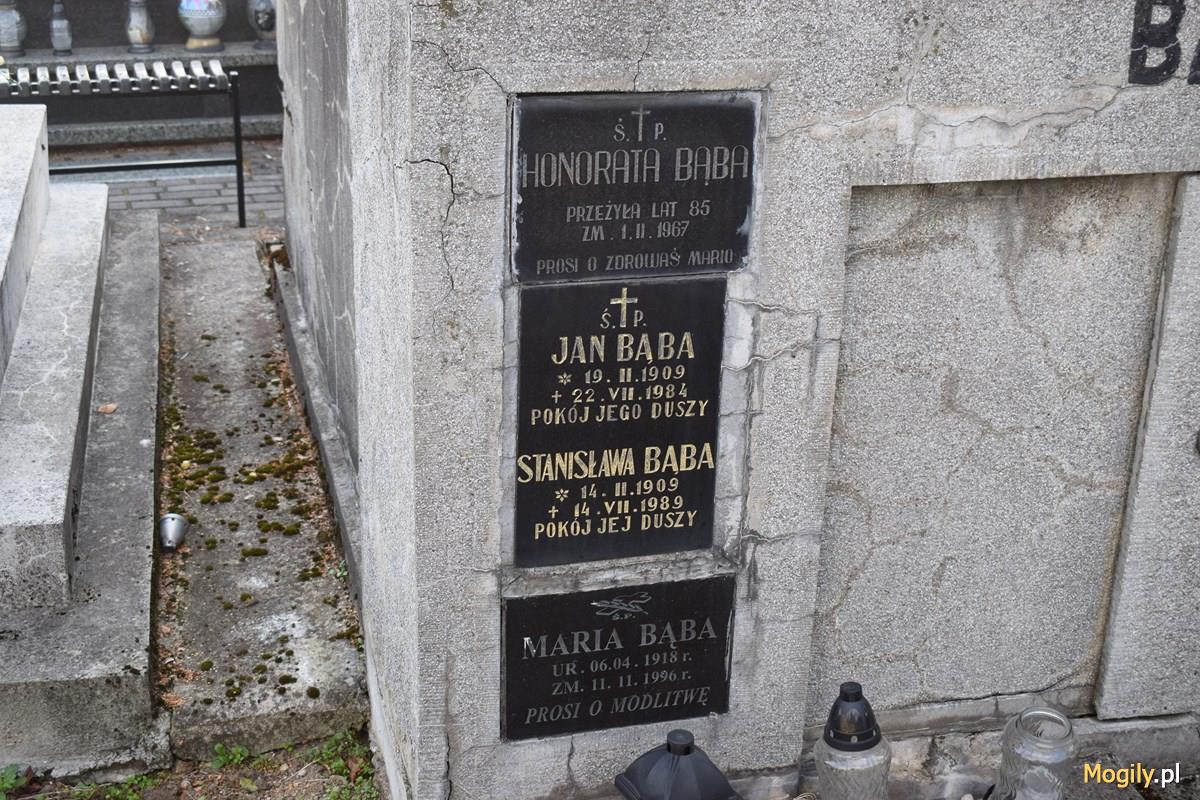 Ś. P.
HONORATA BĄBA
PRZEŻYŁA LAT 85
ZM. 1.II.1967
PROSI O ZDROWAŚ MARIO
Ś. P.
JAN BĄBA
* 19.II.1909
+ 22.VII.1984
POKÓJ JEGO DUSZY
STANISŁAWA BĄBA
* 14.II.1909
+ 14.VII.1989
POKÓJ JEJ DUSZY
Ś.P.
MARIA BĄBA
UR. 06.04.1918 r.
ZM. 11.11.1996 r.
PROSI O MODLITWĘ
Mogily.pl